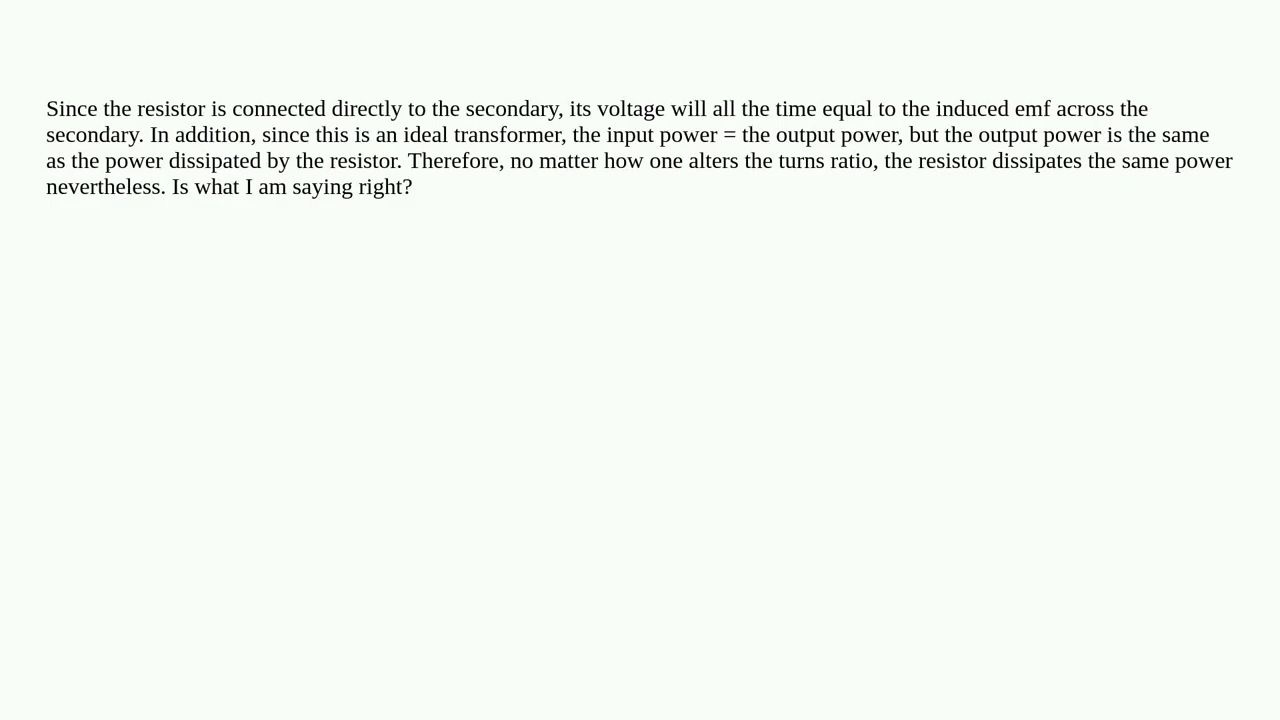 Since the resistor is connected directly to the secondary, its voltage will all the time equal to the induced emf across the
secondary. In addition, since this is an ideal transformer, the input power = the output power, but the output power is the same
as the power dissipated by the resistor. Therefore, no matter how one alters the turns ratio, the resistor dissipates the same power
nevertheless. Is what I am saying right?